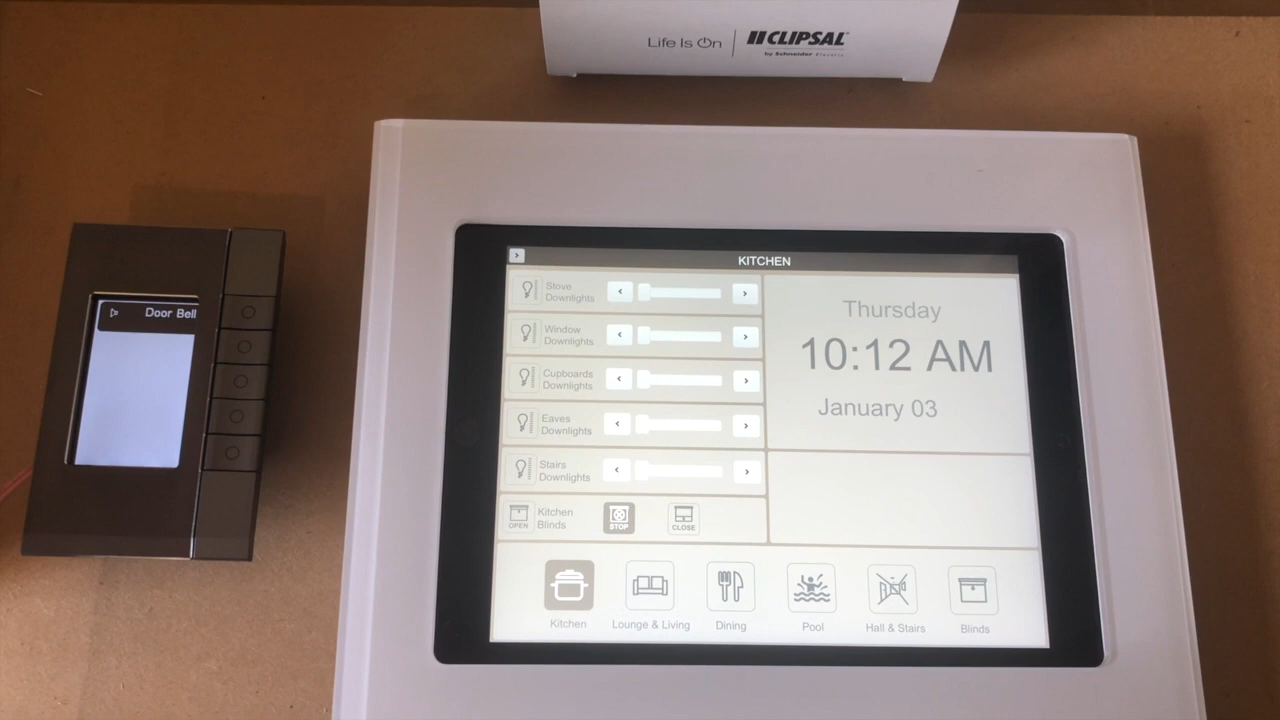 Life Is On
CLIPSAL
by Schneider Electric
Door Bell
KITCHEN
Stove
Downlights
Window
Downlights
Cupboards
Downlights
Eaves
Downlights
Stairs
Downlights
OPEN
Kitchen
Blinds
STOP
CLOSE
Thursday
10:12 AM
January 03
Kitchen
Lounge & Living
Dining
Pool
Hall & Stairs
Blinds